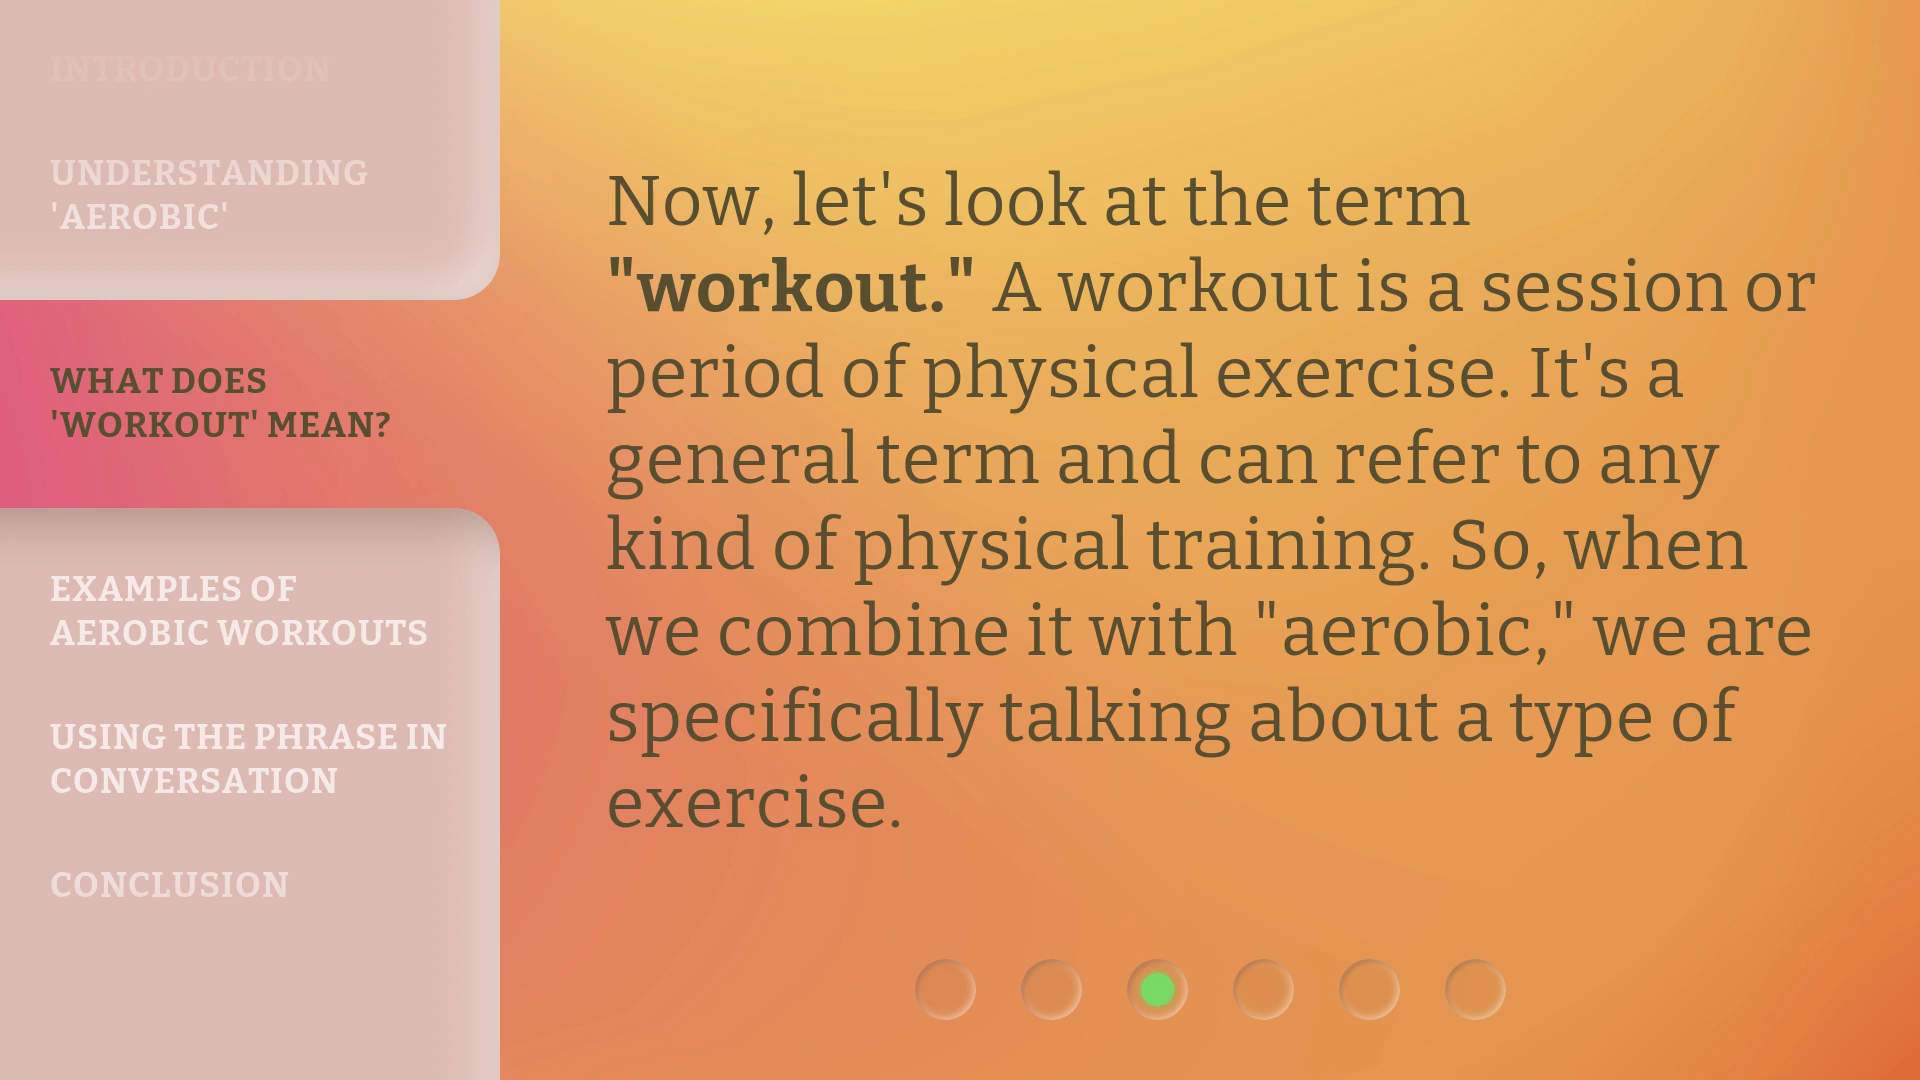 INTRODUCTION
UNDERSTANDING
'AEROBIC'
WHAT DOES
'WORKOUT' MEAN?
EXAMPLES OF
AEROBIC WORKOUTS
USING THE PHRASE IN
CONVERSATION
CONCLUSION
Now, let's look at the term
"workout." A workout is a session or
period of physical exercise. It's a
general term and can refer to any
kind of physical training. So, when
we combine it with "aerobic," we are
specifically talking about a type of
exercise.